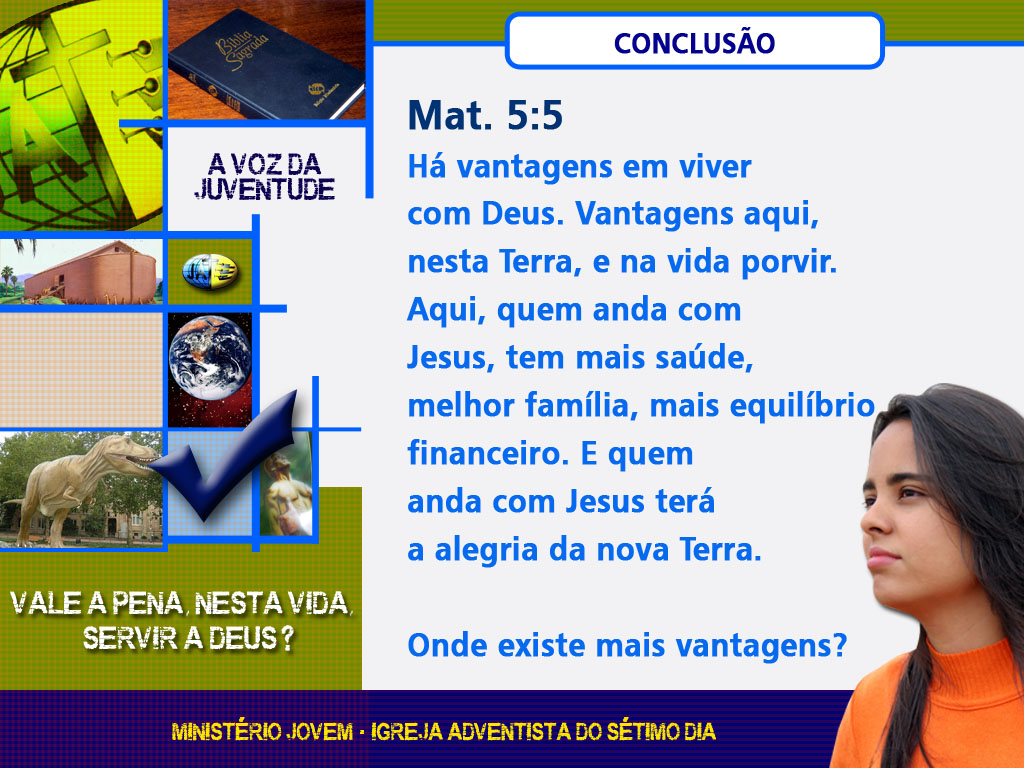 CONCLUSÃO
Bíblia
Sagrada
A VOZ DA
JUVENTUDE
JA
Mat. 5:5
Há vantagens em viver
com Deus. Vantagens aqui,
nesta Terra, e na vida porvir.
Aqui, quem anda com
Jesus, tem mais saúde,
melhor família, mais equilíbrio
financeiro. E quem
anda com Jesus terá
a alegria da nova Terra.
Onde existe mais vantagens?
VALE A PENA, NESTA VIDA,
SERVIR A DEUS?
MINISTÉRIO JOVEM - IGREJA ADVENTISTA DO SÉTIMO DIA